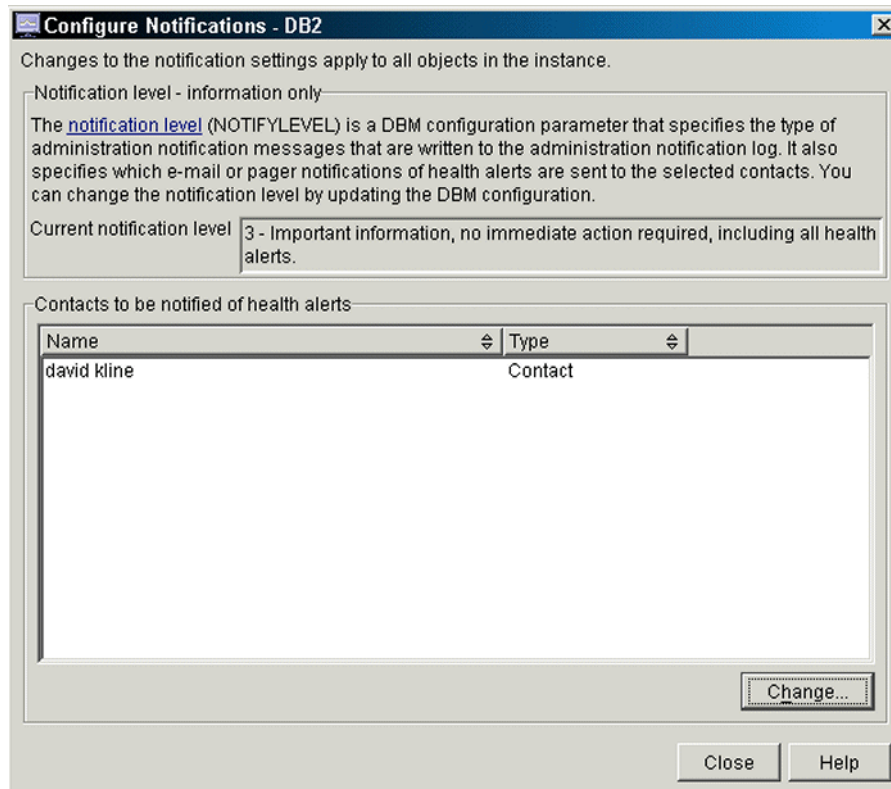 Configure Notifications - DB2
Changes to the notification settings apply to all objects in the instance.
Notification level - information only
The notification level (NOTIFYLEVEL) is a DBM configuration parameter that specifies the type of
administration notification messages that are written to the administration notification log. It also
specifies which e-mail or pager notifications of health alerts are sent to the selected contacts. You
can change the notification level by updating the DBM configuration.
Current notification level
3 - Important information, no immediate action required, including all health
alerts.
Contacts to be notified of health alerts
Name Type
david kline Contact
Change...
Close Help